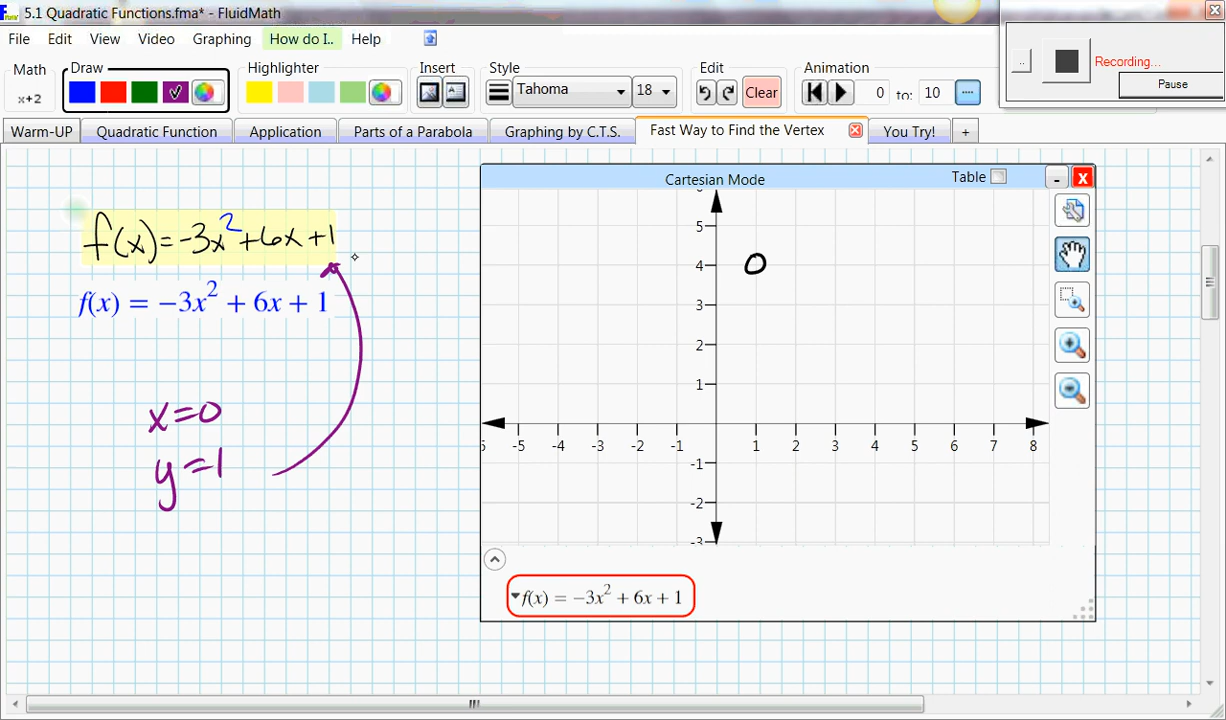 5.1 Quadratic Functions.fma* - FluidMath
File Edit View Video Graphing How do I.. Help
Recording...
Pause
Math
x+2
Draw
Highlighter
Insert
Style
Tahoma
18
Edit
Clear
Animation
0 to: 10
Warm-UP
Quadratic Function
Application
Parts of a Parabola
Graphing by C.T.S.
Fast Way to Find the Vertex
You Try!
+
f(x)=-3x²+6x+1
f(x) = −3x² + 6x + 1
x=0
y=1
Cartesian Mode
Table
5
4
3
2
1
-5 -4 -3 -2 -1 1 2 3 4 5 6 7 8
-1
-2
-3
f(x) = −3x² + 6x + 1